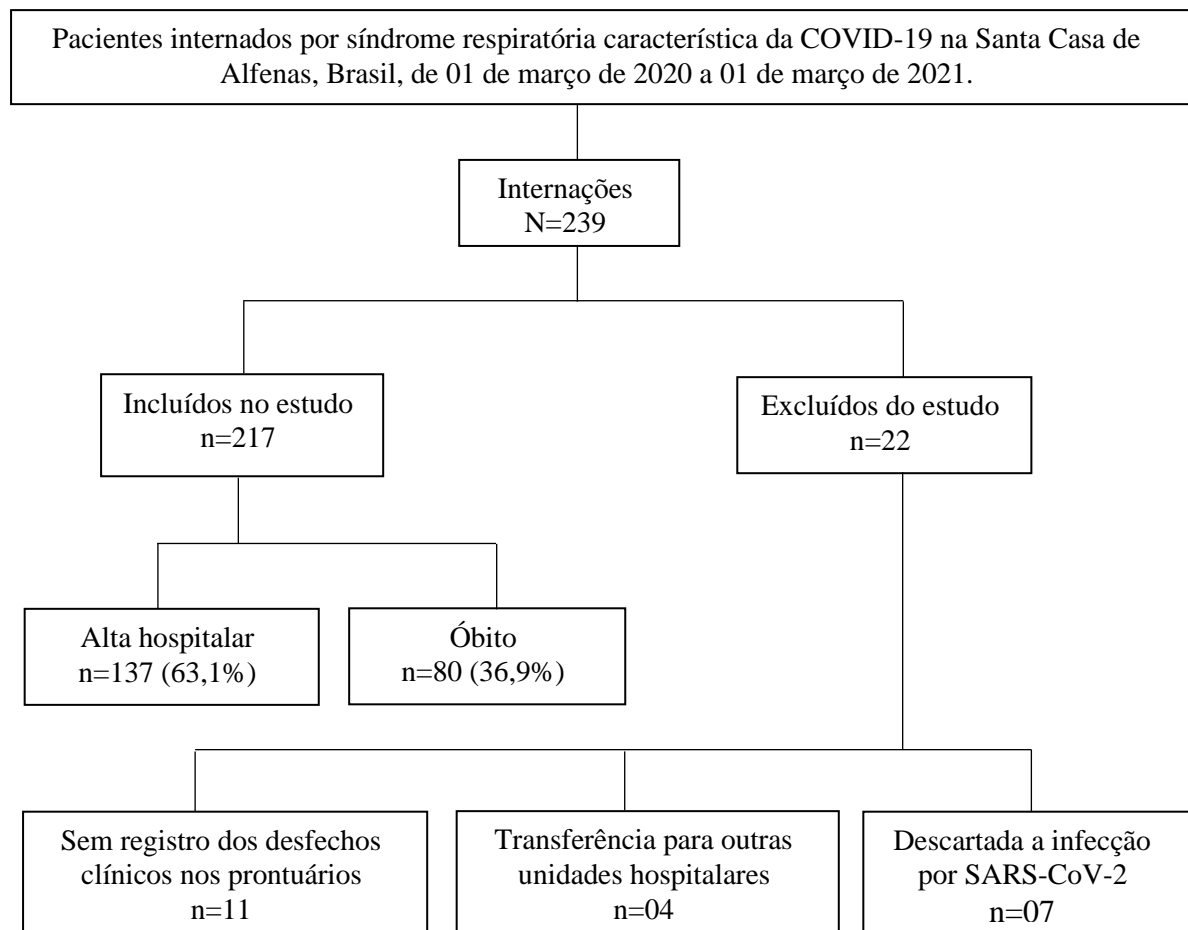 Pacientes internados por síndrome respiratória característica da COVID-19 na Santa Casa de
Alfenas, Brasil, de 01 de março de 2020 a 01 de março de 2021.
Internações
N=239
Incluídos no estudo
n=217
Excluídos do estudo
n=22
Alta hospitalar
n=137 (63,1%)
Óbito
n=80 (36,9%)
Sem registro dos desfechos
clínicos nos prontuários
n=11
Transferência para outras
unidades hospitalares
n=04
Descartada a infecção
por SARS-CoV-2
n=07